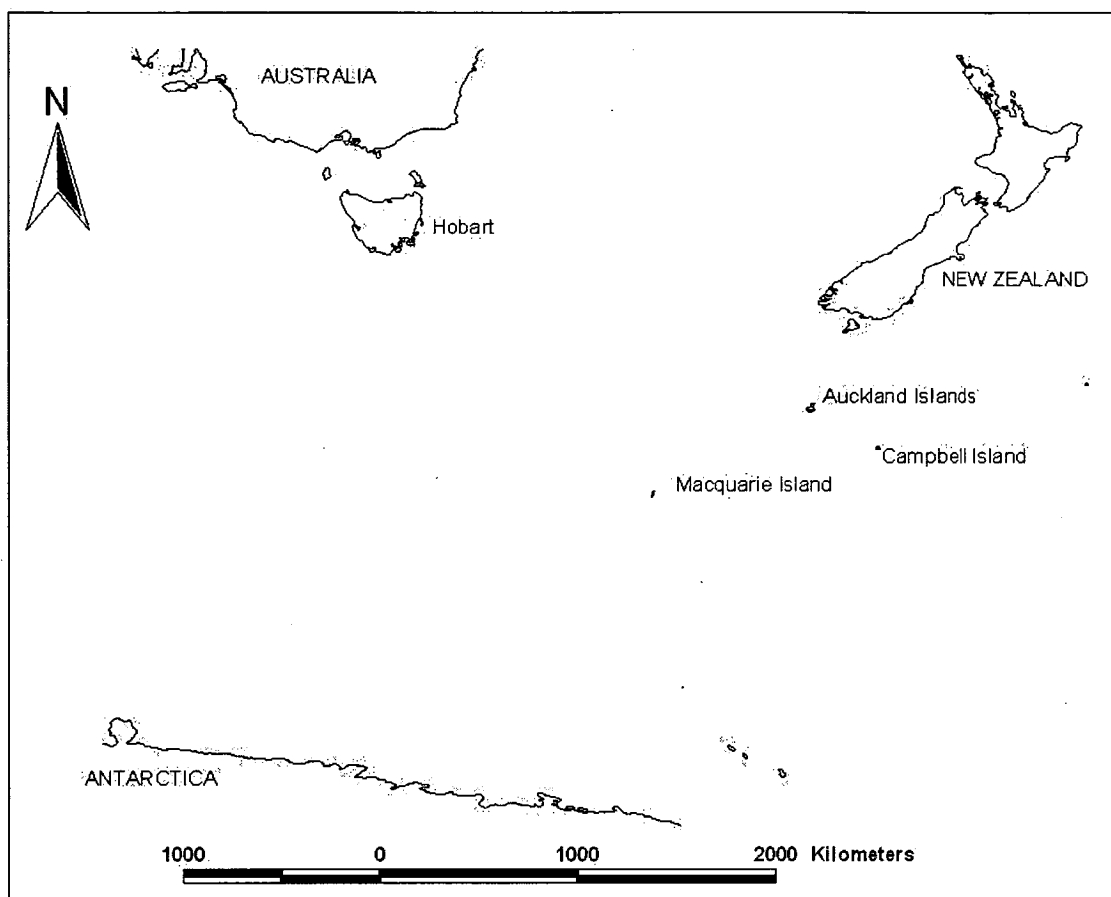 AUSTRALIA
N
Hobart
NEW ZEALAND
Auckland Islands
Campbell Island
Macquarie Island
ANTARCTICA
1000 0 1000 2000 Kilometers